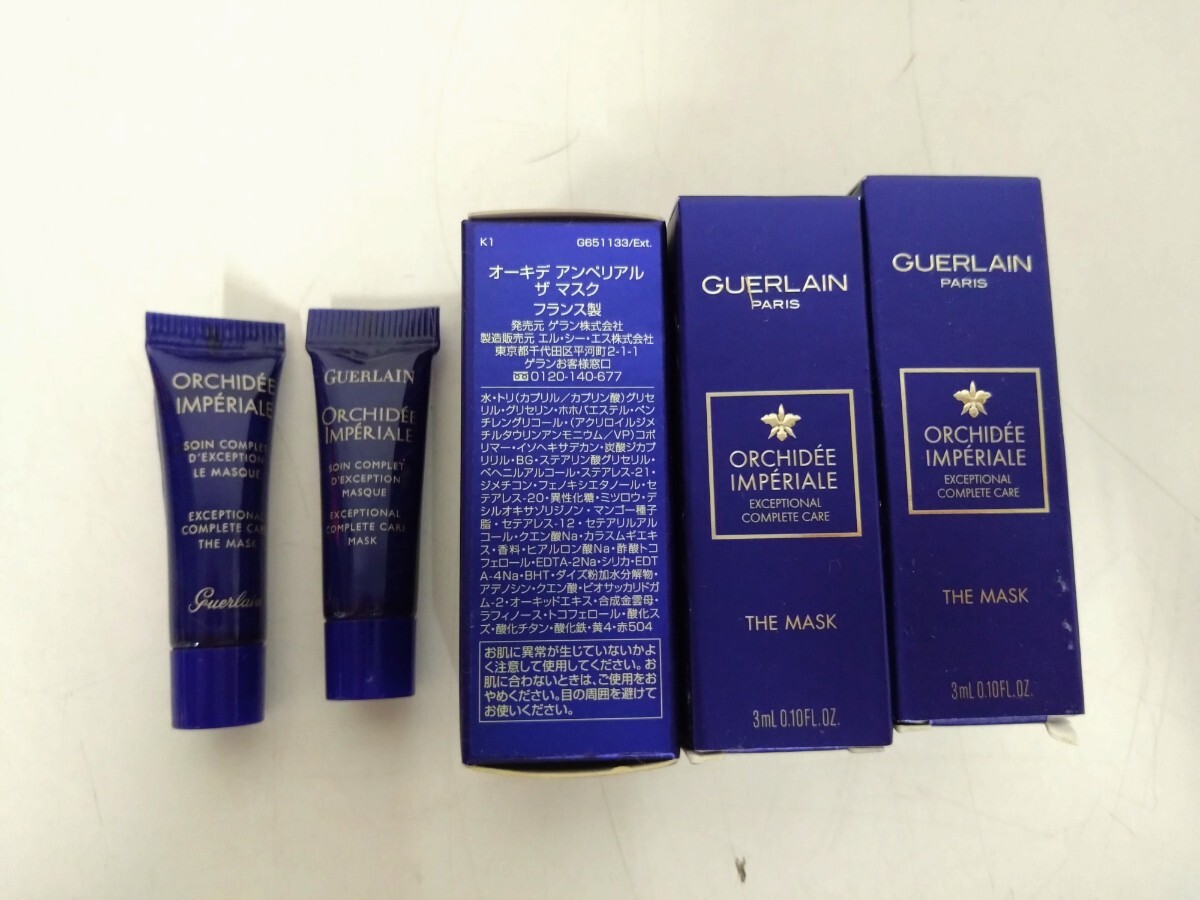 ORCHIDÉE
IMPÉRIALE
SOIN COMPLET
D'EXCEPTION
LE MASQUE
EXCEPTIONAL
COMPLETE CARE
THE MASK
Guerlain
GUERLAIN
ORCHIDÉE
IMPÉRIALE
SOIN COMPLET
D'EXCEPTION
MASQUE
EXCEPTIONAL
COMPLETE CARE
MASK
K1 G651133/Ext.
オーキデ アンペリアル
ザ マスク
フランス製
発売元 ゲラン株式会社
製造販売元 エル・シー・エス株式会社
東京都千代田区平河町2-1-1
ゲランお客様窓口
0120-140-677
水・トリ(カプリル/カプリン酸)グリセ
リル・グリセリン・ホホバエステル・ペン
チレングリコール・(アクリロイルジメ
チルタウリンアンモニウム/VP)コポ
リマー・イソヘキサデカン・炭酸ジカプ
リリル・BG・ステアリン酸グリセリル・
ベヘニルアルコール・ステアレス-21・
ジメチコン・フェノキシエタノール・セ
テアレス-20・異性化糖・ミツロウ・デ
シルオキサゾリジノン・マンゴー種子
脂・セテアレス-12・セテアリルアル
コール・クエン酸Na・カラスムギエキ
ス・香料・ヒアルロン酸Na・酢酸トコ
フェロール・EDTA-2Na・シリカ・EDT
A-4Na・BHT・ダイズ粉加水分解物・
アデノシン・クエン酸・ビオサッカリドガ
ム-2・オーキッドエキス・合成金雲母・
ラフィノース・トコフェロール・酸化ス
ズ・酸化チタン・酸化鉄・黄4・赤504
お肌に異常が生じていないかよ
く注意して使用してください。お
肌に合わないときは、ご使用をお
やめください。目の周囲を避けて
お使いください。
GUERLAIN
PARIS
ORCHIDÉE
IMPÉRIALE
EXCEPTIONAL
COMPLETE CARE
THE MASK
3mL 0.10FL.OZ.
GUERLAIN
PARIS
ORCHIDÉE
IMPÉRIALE
EXCEPTIONAL
COMPLETE CARE
THE MASK
3mL 0.10FL.OZ.